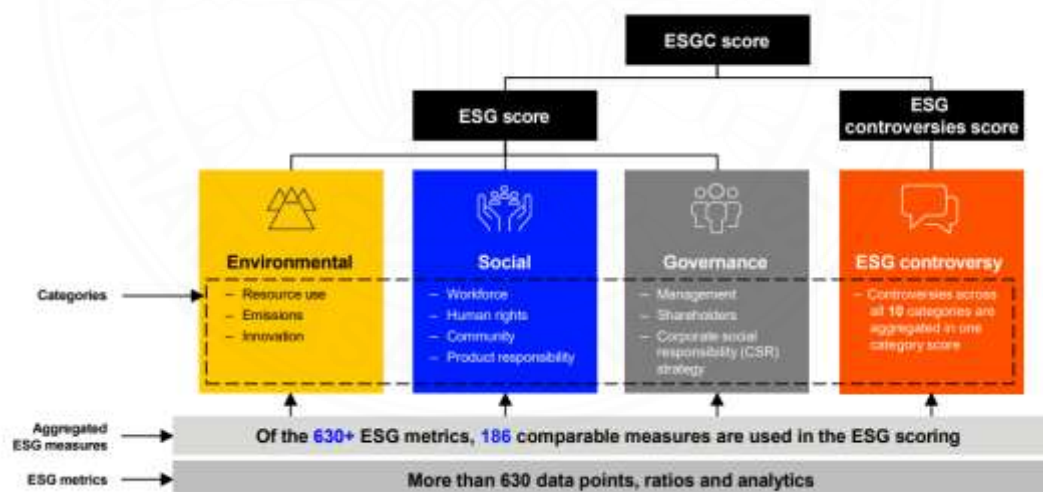 ESGC score
ESG score
ESG
controversies score
Environmental
Social
Governance
ESG controversy
Categories
– Resource use
– Emissions
– Innovation
– Workforce
– Human rights
– Community
– Product responsibility
– Management
– Shareholders
– Corporate social
responsibility (CSR)
strategy
– Controversies across
all 10 categories are
aggregated in one
category score
Aggregated
ESG measures
Of the 630+ ESG metrics, 186 comparable measures are used in the ESG scoring
ESG metrics
More than 630 data points, ratios and analytics